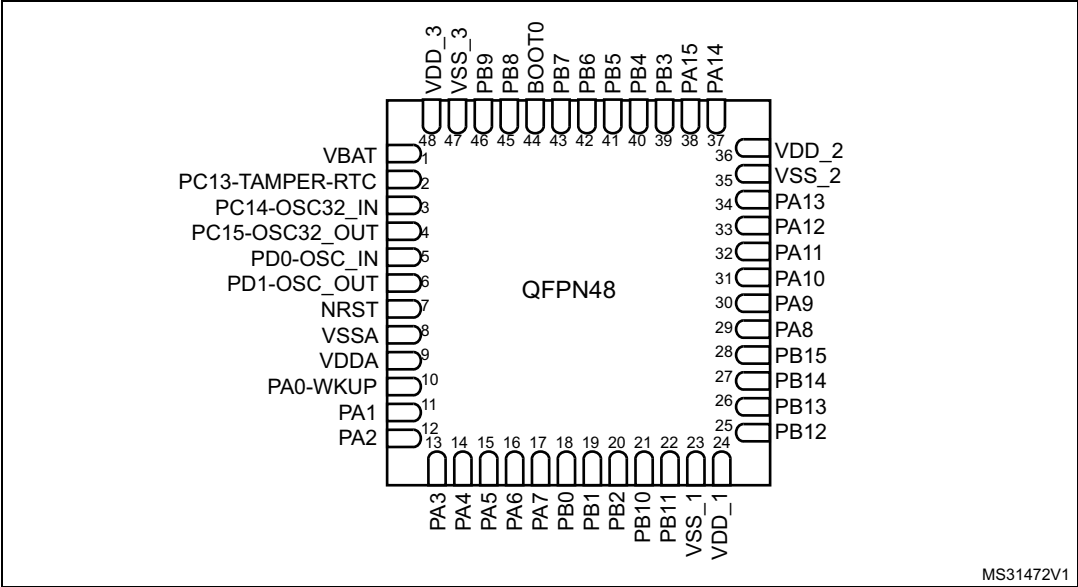 VDD_3
VSS_3
PB9
PB8
BOOT0
PB7
PB6
PB5
PB4
PB3
PA15
PA14
48 47 46 45 44 43 42 41 40 39 38 37
VBAT 1
PC13-TAMPER-RTC 2
PC14-OSC32_IN 3
PC15-OSC32_OUT 4
PD0-OSC_IN 5
PD1-OSC_OUT 6
NRST 7
VSSA 8
VDDA 9
PA0-WKUP 10
PA1 11
PA2 12
QFPN48
36 VDD_2
35 VSS_2
34 PA13
33 PA12
32 PA11
31 PA10
30 PA9
29 PA8
28 PB15
27 PB14
26 PB13
25 PB12
13 14 15 16 17 18 19 20 21 22 23 24
PA3
PA4
PA5
PA6
PA7
PB0
PB1
PB2
PB10
PB11
VSS_1
VDD_1
MS31472V1